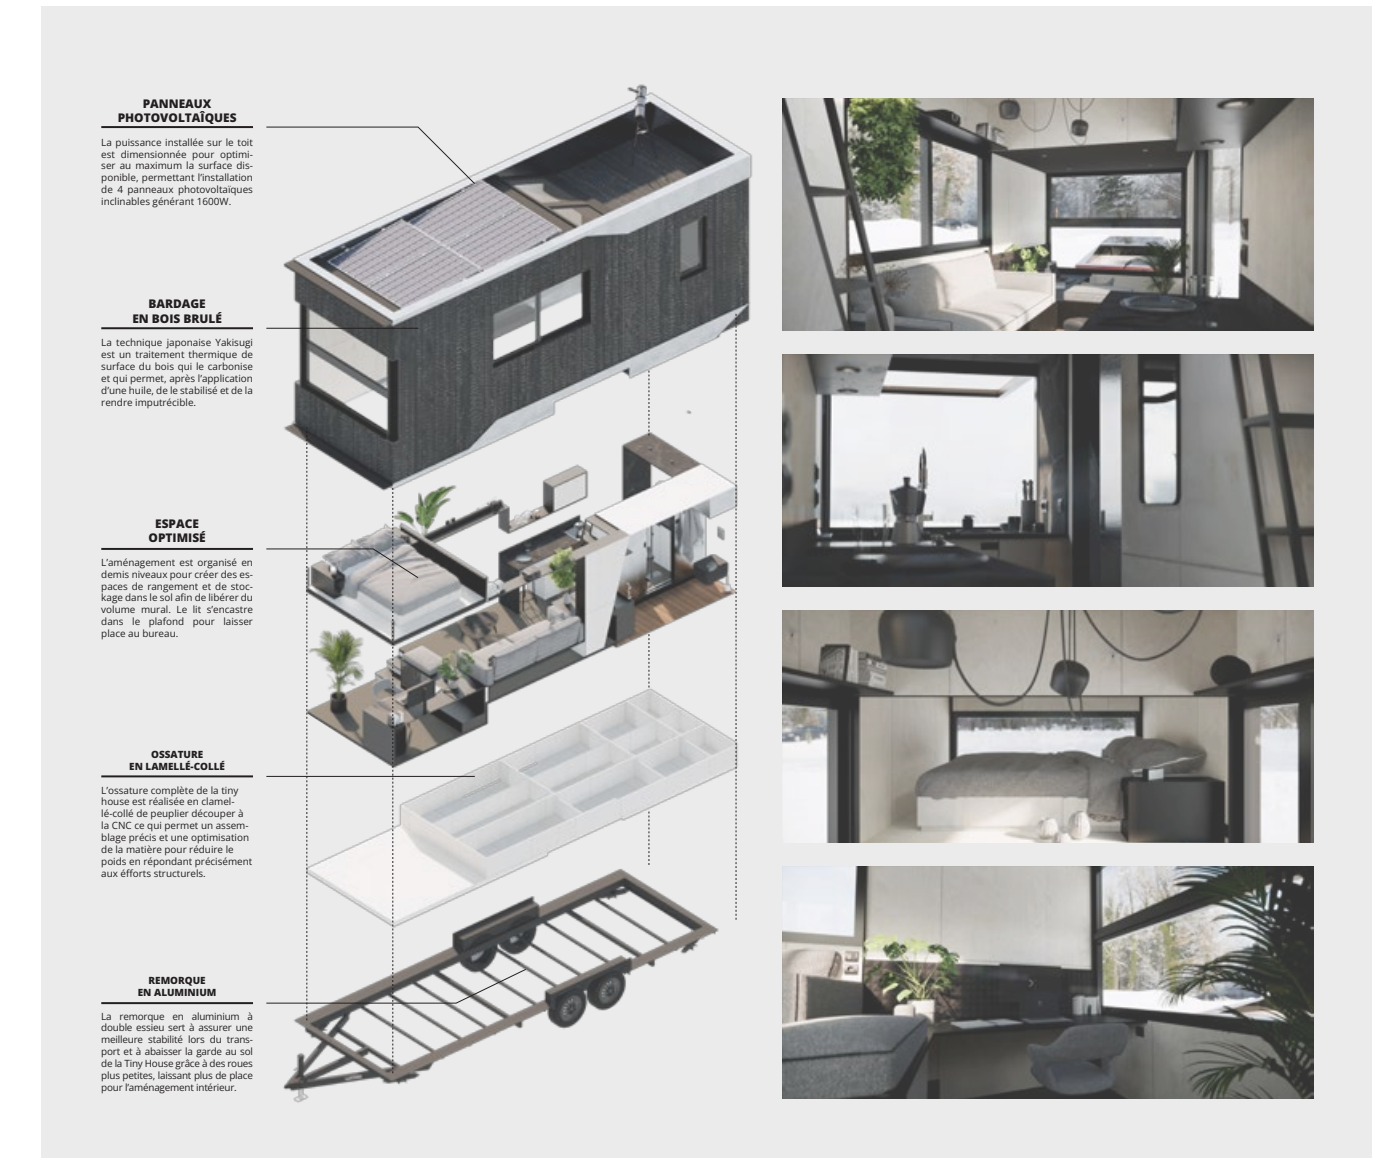 PANNEAUX
PHOTOVOLTAÎQUES
La puissance installée sur le toit
est dimensionnée pour optimi-
ser au maximum la surface dis-
ponible, permettant l'installation
de 4 panneaux photovoltaïques
inclinables générant 1600W.
BARDAGE
EN BOIS BRULÉ
La technique japonaise Yakisugi
est un traitement thermique de
surface du bois qui le carbonise
et qui permet, après l'application
d'une huile, de le stabilisé et de la
rendre imputrécible.
ESPACE
OPTIMISÉ
L'aménagement est organisé en
demis niveaux pour créer des es-
paces de rangement et de stoc-
kage dans le sol afin de libérer du
volume mural. Le lit s'encastre
dans le plafond pour laisser
place au bureau.
OSSATURE
EN LAMELLÉ-COLLÉ
L'ossature complète de la tiny
house est réalisée en clamel-
lé-collé de peuplier découper à
la CNC ce qui permet un assem-
blage précis et une optimisation
de la matière pour réduire le
poids en répondant précisément
aux éfforts structurels.
REMORQUE
EN ALUMINIUM
La remorque en aluminium à
double essieu sert à assurer une
meilleure stabilité lors du trans-
port et à abaisser la garde au sol
de la Tiny House grâce à des roues
plus petites, laissant plus de place
pour l'aménagement intérieur.